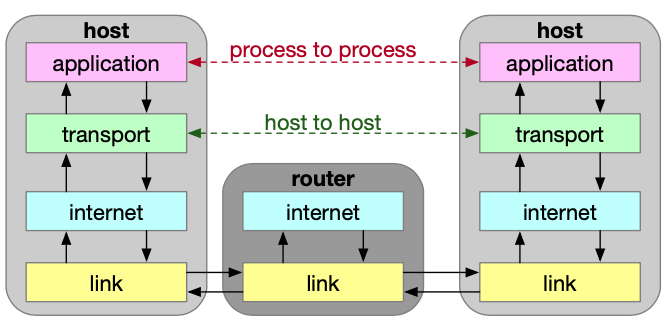 host
host
application
process to process
application
transport
host to host
transport
router
internet
internet
internet
link
link
link